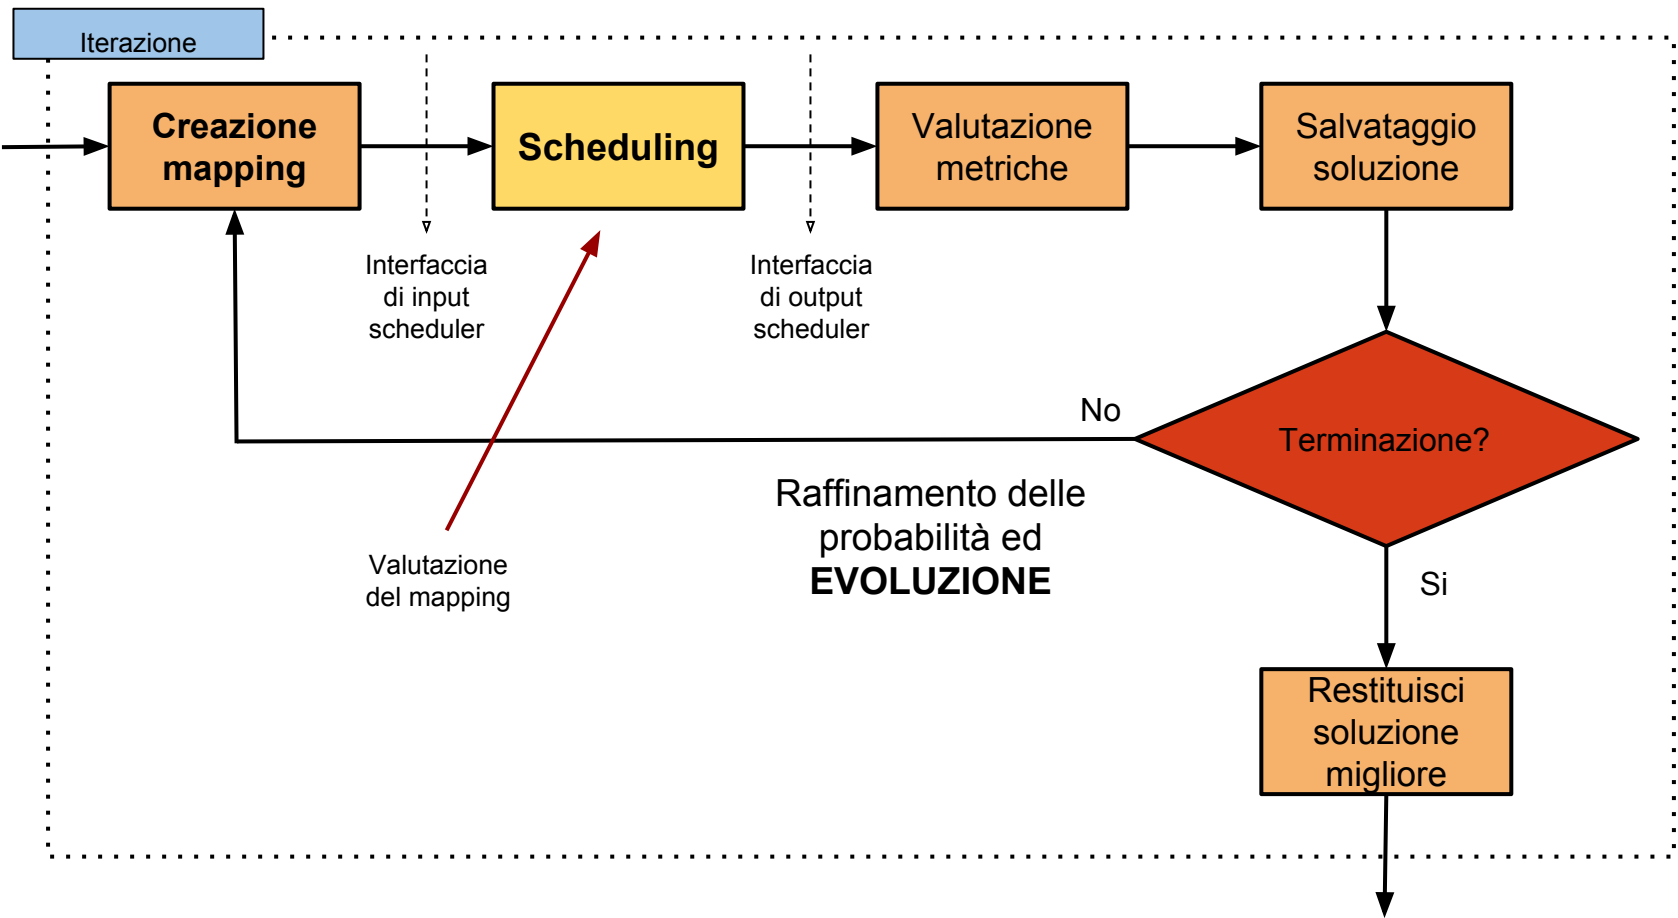 Iterazione
Creazione
mapping
Scheduling
Valutazione
metriche
Salvataggio
soluzione
Interfaccia
di input
scheduler
Interfaccia
di output
scheduler
No
Terminazione?
Raffinamento delle
probabilità ed
EVOLUZIONE
Valutazione
del mapping
Si
Restituisci
soluzione
migliore